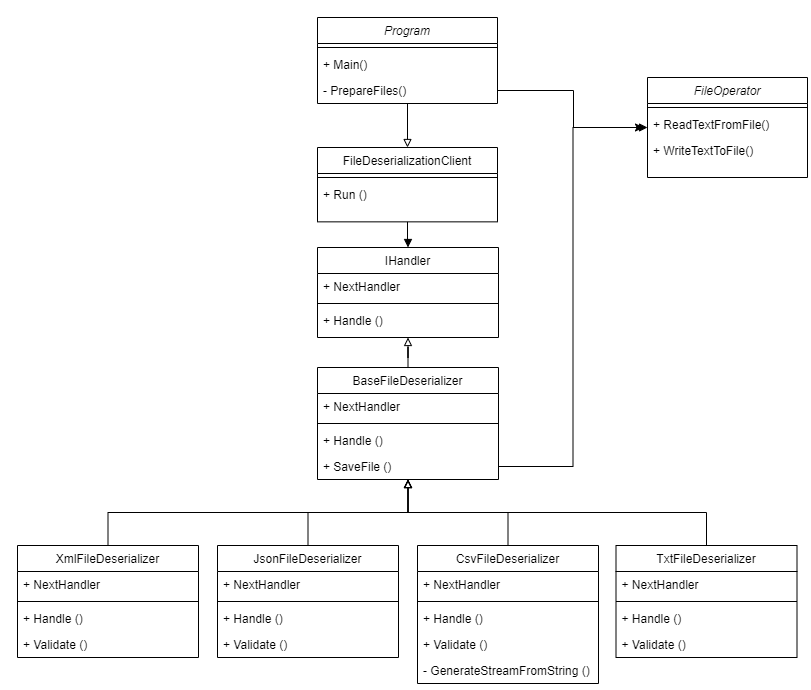 Program
+ Main()
- PrepareFiles()
FileOperator
+ ReadTextFromFile()
+ WriteTextToFile()
FileDeserializationClient
+ Run ()
IHandler
+ NextHandler
+ Handle ()
BaseFileDeserializer
+ NextHandler
+ Handle ()
+ SaveFile ()
XmlFileDeserializer
+ NextHandler
+ Handle ()
+ Validate ()
JsonFileDeserializer
+ NextHandler
+ Handle ()
+ Validate ()
CsvFileDeserializer
+ NextHandler
+ Handle ()
+ Validate ()
- GenerateStreamFromString ()
TxtFileDeserializer
+ NextHandler
+ Handle ()
+ Validate ()